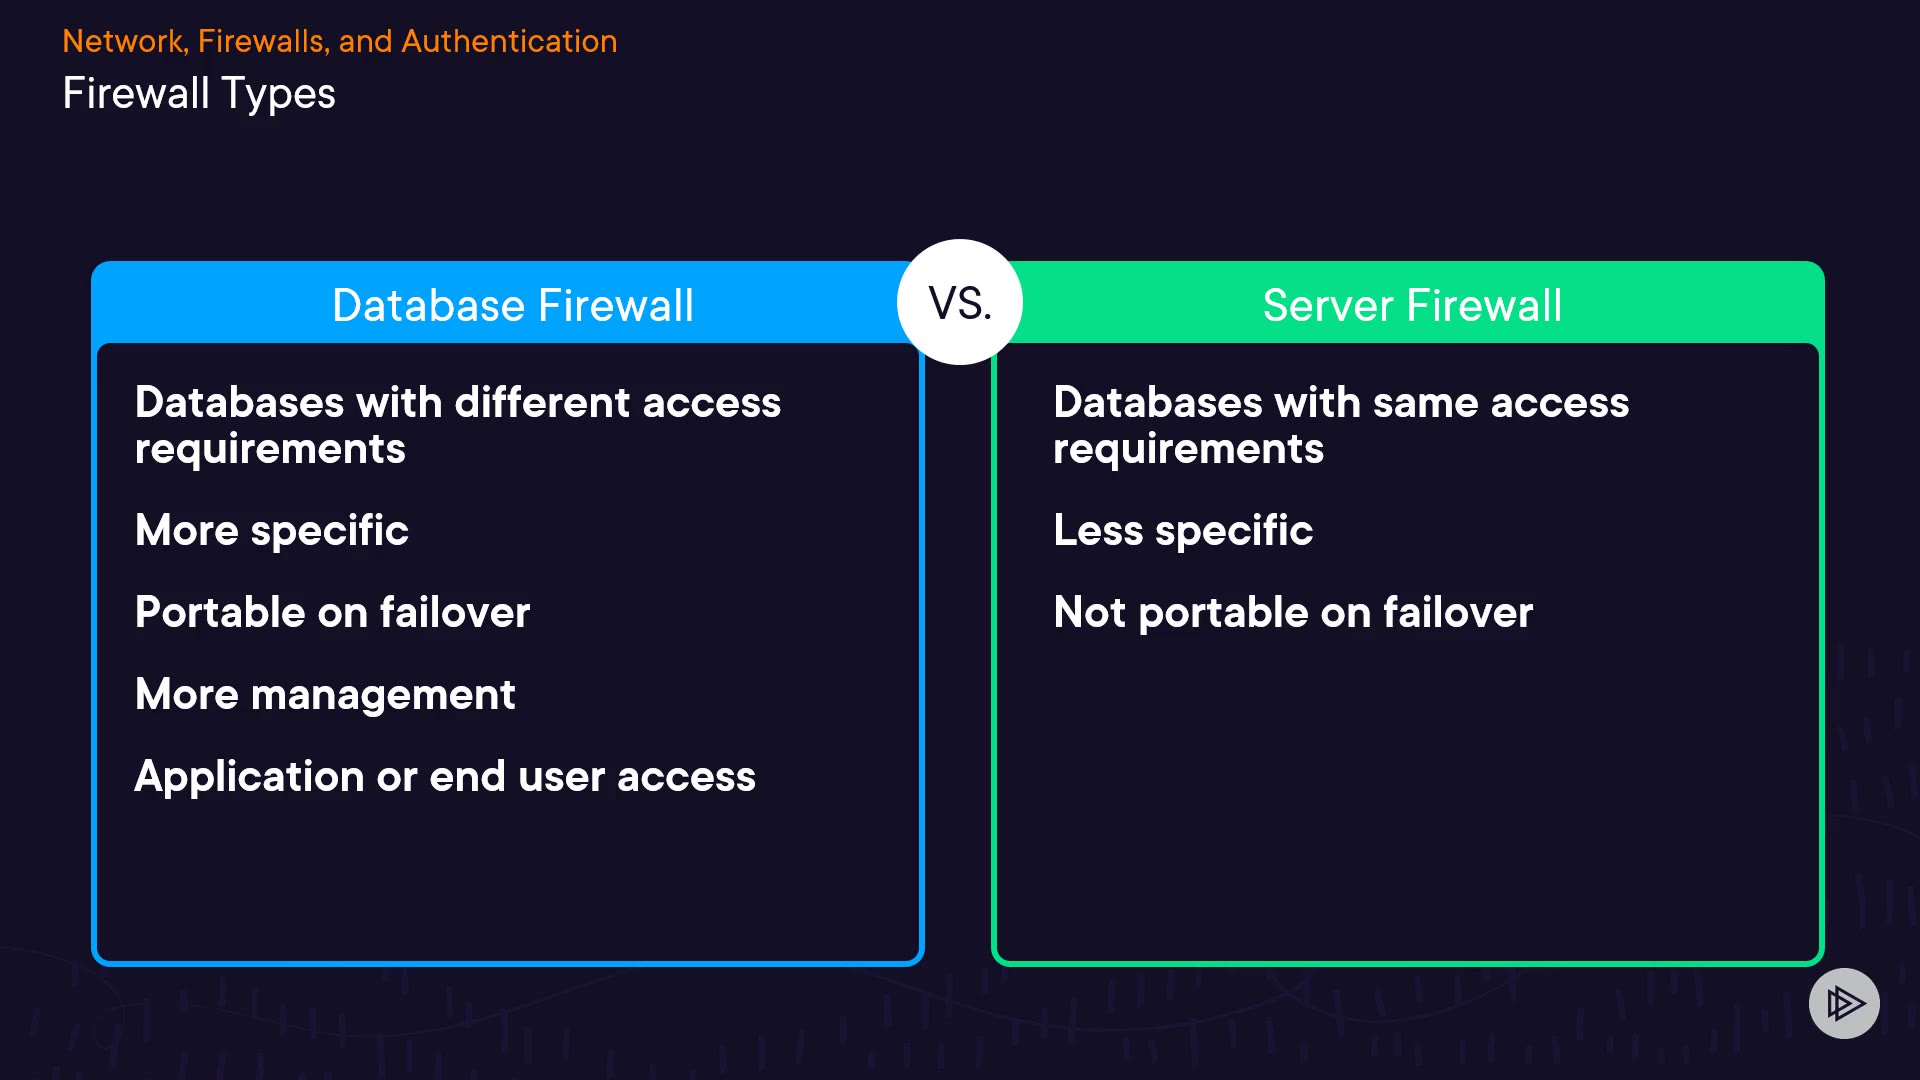 Network, Firewalls, and Authentication
Firewall Types
Database Firewall
VS.
Server Firewall
Databases with different access
requirements
More specific
Portable on failover
More management
Application or end user access
Databases with same access
requirements
Less specific
Not portable on failover